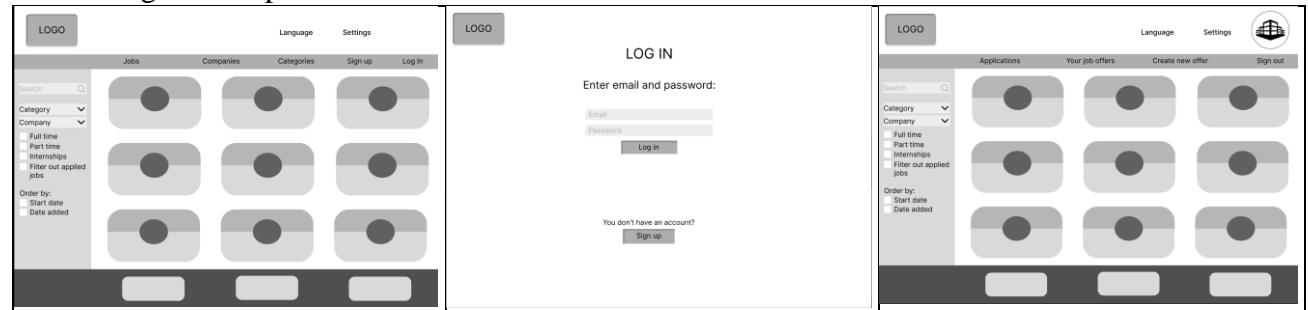 LOGO
Language Settings
Jobs Companies Categories Sign up Log In
Search
Category
Company
Full time
Part time
Internships
Filter out applied
jobs
Order by:
Start date
Date added
LOGO
LOG IN
Enter email and password:
Email
Password
Log in
You don't have an account?
Sign up
LOGO
Language Settings
Applications Your job offers Create new offer Sign out
Search
Category
Company
Full time
Part time
Internships
Filter out applied
jobs
Order by:
Start date
Date added